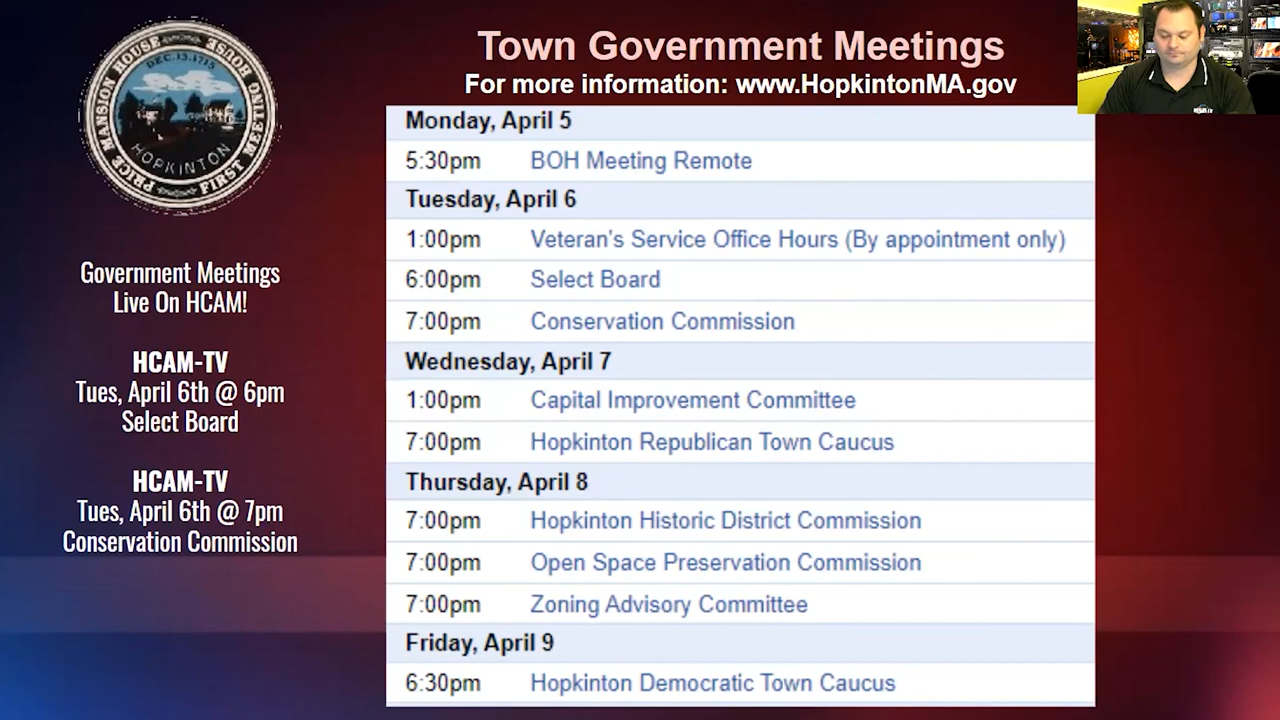 PRICE MANSION HOUSE
FIRST MEETING HOUSE
DEC. 13, 1715
HOPKINTON
Government Meetings
Live On HCAM!
HCAM-TV
Tues, April 6th @ 6pm
Select Board
HCAM-TV
Tues, April 6th @ 7pm
Conservation Commission
Town Government Meetings
For more information: www.HopkintonMA.gov
Monday, April 5
5:30pm BOH Meeting Remote
Tuesday, April 6
1:00pm Veteran's Service Office Hours (By appointment only)
6:00pm Select Board
7:00pm Conservation Commission
Wednesday, April 7
1:00pm Capital Improvement Committee
7:00pm Hopkinton Republican Town Caucus
Thursday, April 8
7:00pm Hopkinton Historic District Commission
7:00pm Open Space Preservation Commission
7:00pm Zoning Advisory Committee
Friday, April 9
6:30pm Hopkinton Democratic Town Caucus